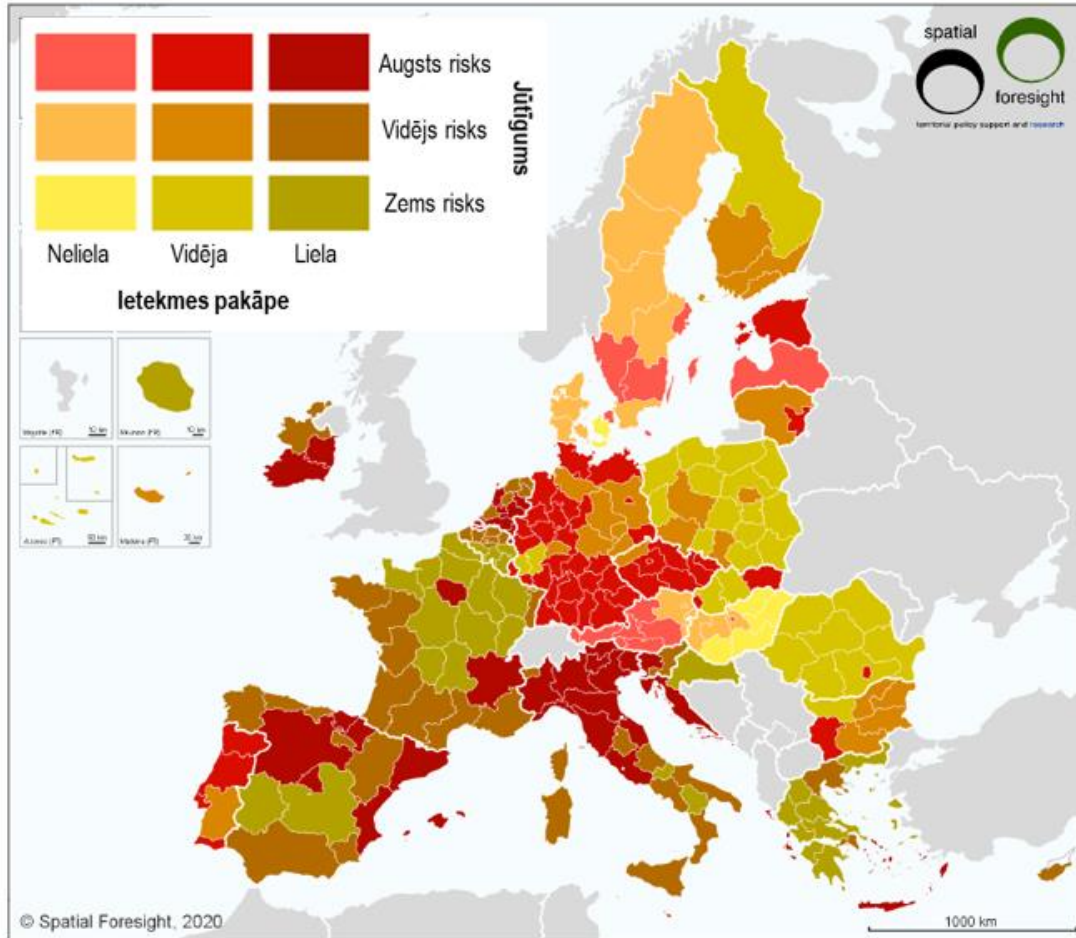 Augsts risks
Vidējs risks
Zems risks
Jūtīgums
Neliela
Vidēja
Liela
Ietekmes pakāpe
spatial
foresight
territorial policy support and research
© Spatial Foresight, 2020
1000 km